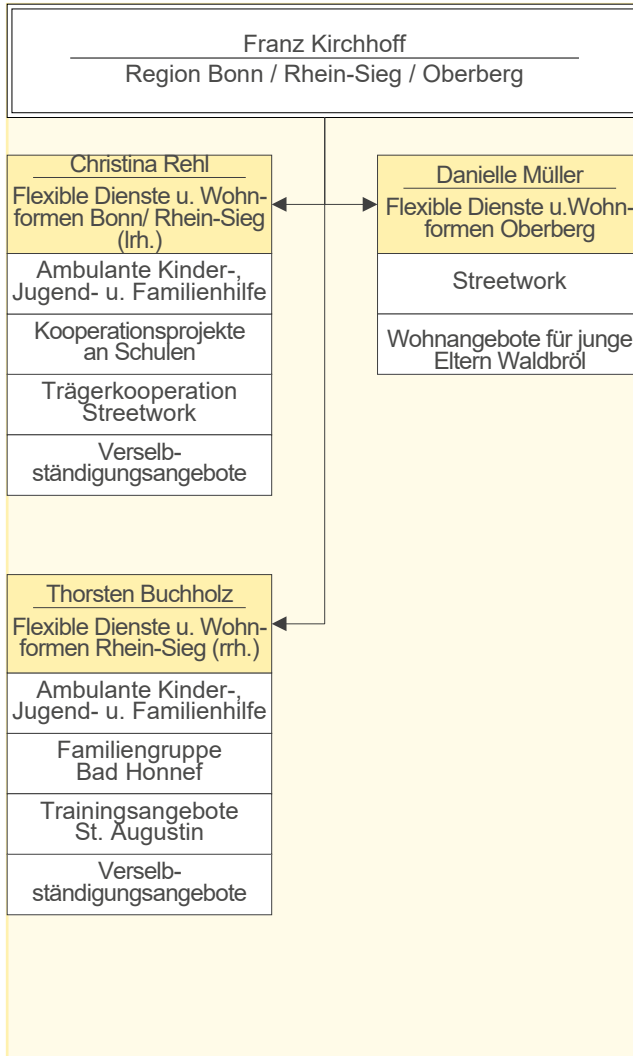 Franz Kirchhoff
Region Bonn / Rhein-Sieg / Oberberg
Christina Rehl
Flexible Dienste u. Wohn-
formen Bonn/ Rhein-Sieg
(lrh.)
Ambulante Kinder-,
Jugend- u. Familienhilfe
Kooperationsprojekte
an Schulen
Trägerkooperation
Streetwork
Verselb-
ständigungsangebote
Danielle Müller
Flexible Dienste u.Wohn-
formen Oberberg
Streetwork
Wohnangebote für junge
Eltern Waldbröl
Thorsten Buchholz
Flexible Dienste u. Wohn-
formen Rhein-Sieg (rrh.)
Ambulante Kinder-,
Jugend- u. Familienhilfe
Familiengruppe
Bad Honnef
Trainingsangebote
St. Augustin
Verselb-
ständigungsangebote